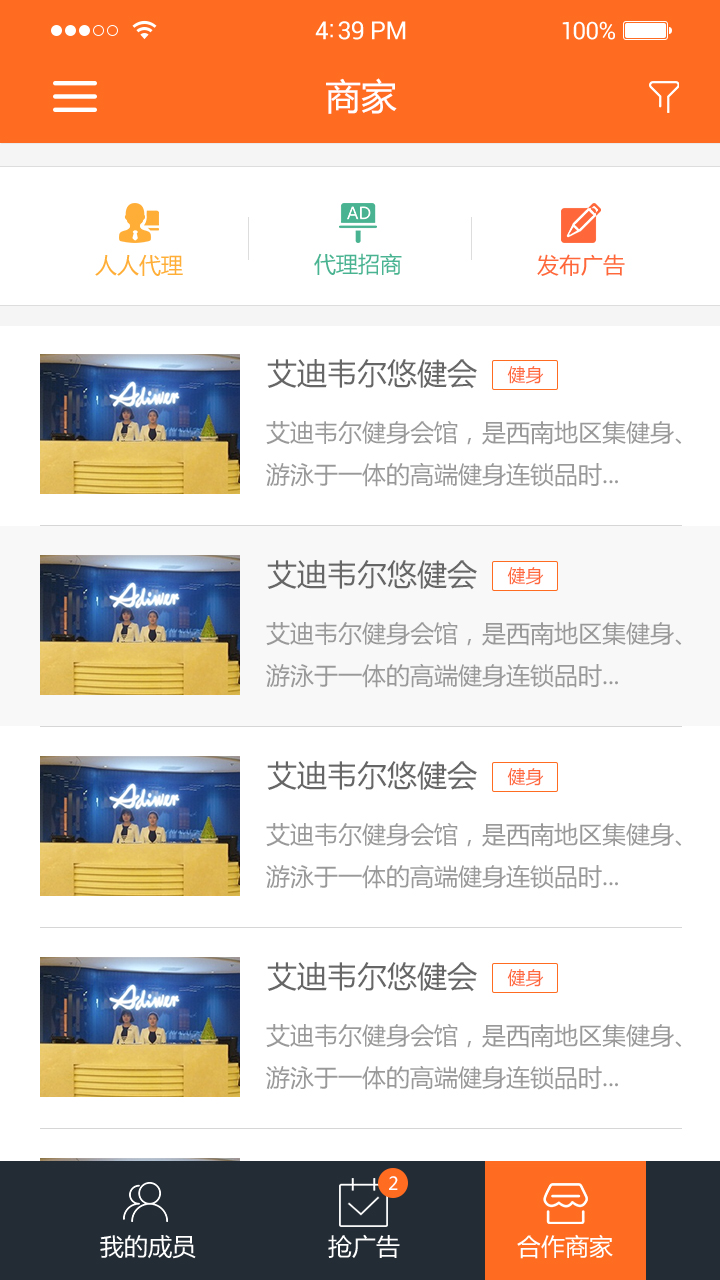 4:39 PM
100%
商家
AD
人人代理
代理招商
发布广告
Adiwer
艾迪韦尔悠健会 健身
艾迪韦尔健身会馆，是西南地区集健身、
游泳于一体的高端健身连锁品时...
Adiwer
艾迪韦尔悠健会 健身
艾迪韦尔健身会馆，是西南地区集健身、
游泳于一体的高端健身连锁品时...
Adiwer
艾迪韦尔悠健会 健身
艾迪韦尔健身会馆，是西南地区集健身、
游泳于一体的高端健身连锁品时...
Adiwer
艾迪韦尔悠健会 健身
艾迪韦尔健身会馆，是西南地区集健身、
游泳于一体的高端健身连锁品时...
2
我的成员
抢广告
合作商家